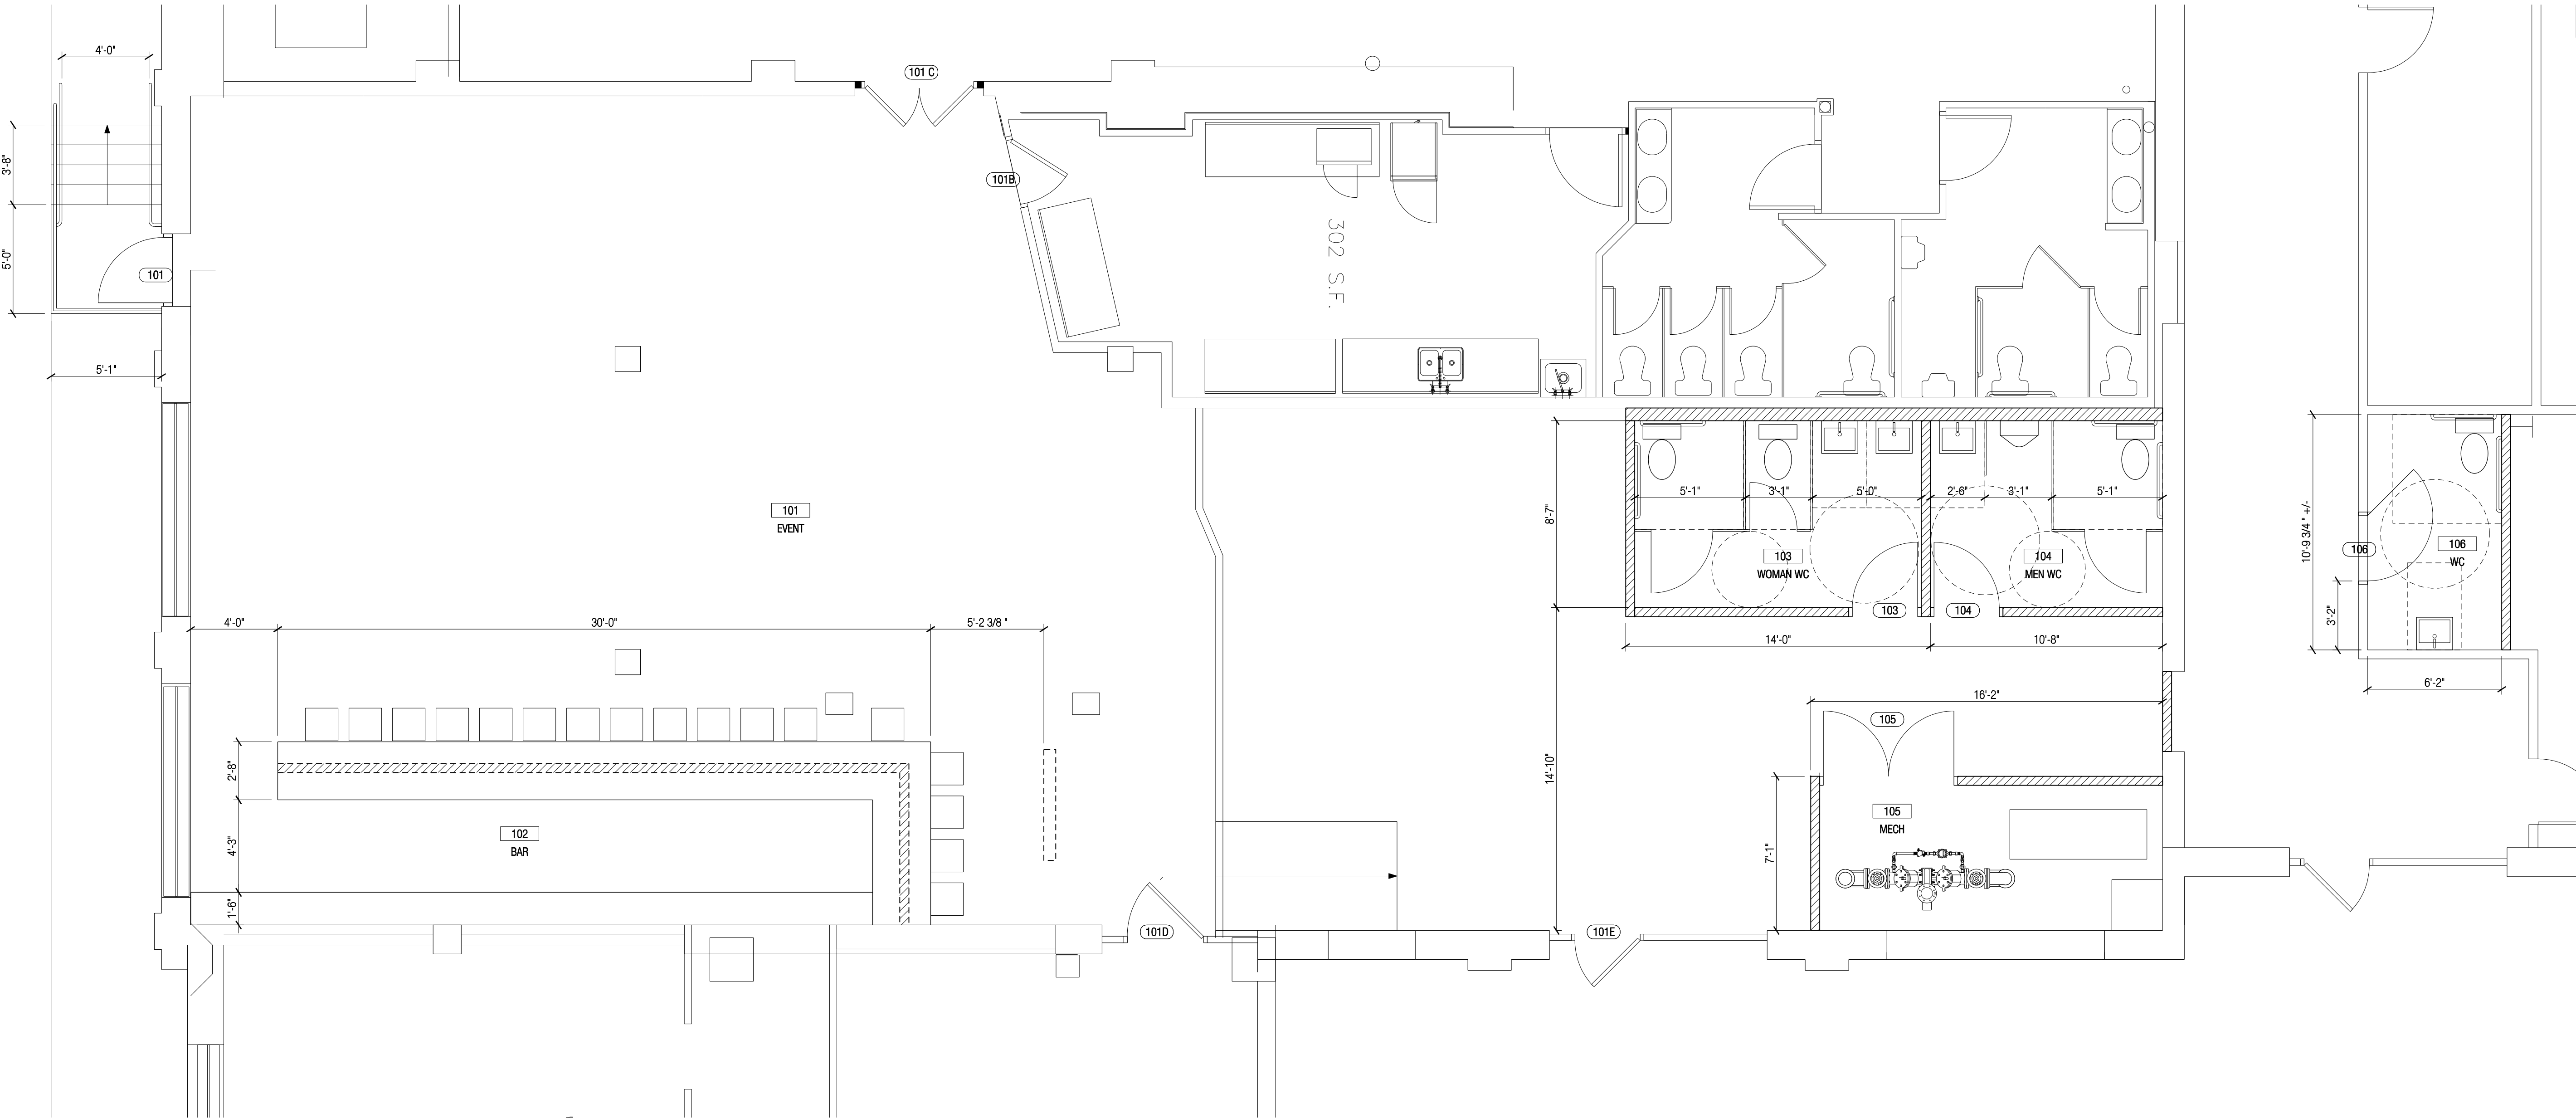 4'-0"
101 C
3'-8"
101B
302 S.F.
5'-0"
101
5'-1"
101
EVENT
8'-7"
5'-1"
3'-1"
5'-0"
2'-6"
3'-1"
5'-1"
103
WOMAN WC
104
MEN WC
103
104
10'-9 3/4 " +/-
106
106
WC
3'-2"
4'-0"
30'-0"
5'-2 3/8 "
14'-0"
10'-8"
6'-2"
16'-2"
105
2'-8"
14'-10"
102
BAR
4'-3"
105
MECH
7'-1"
1'-6"
101D
101E